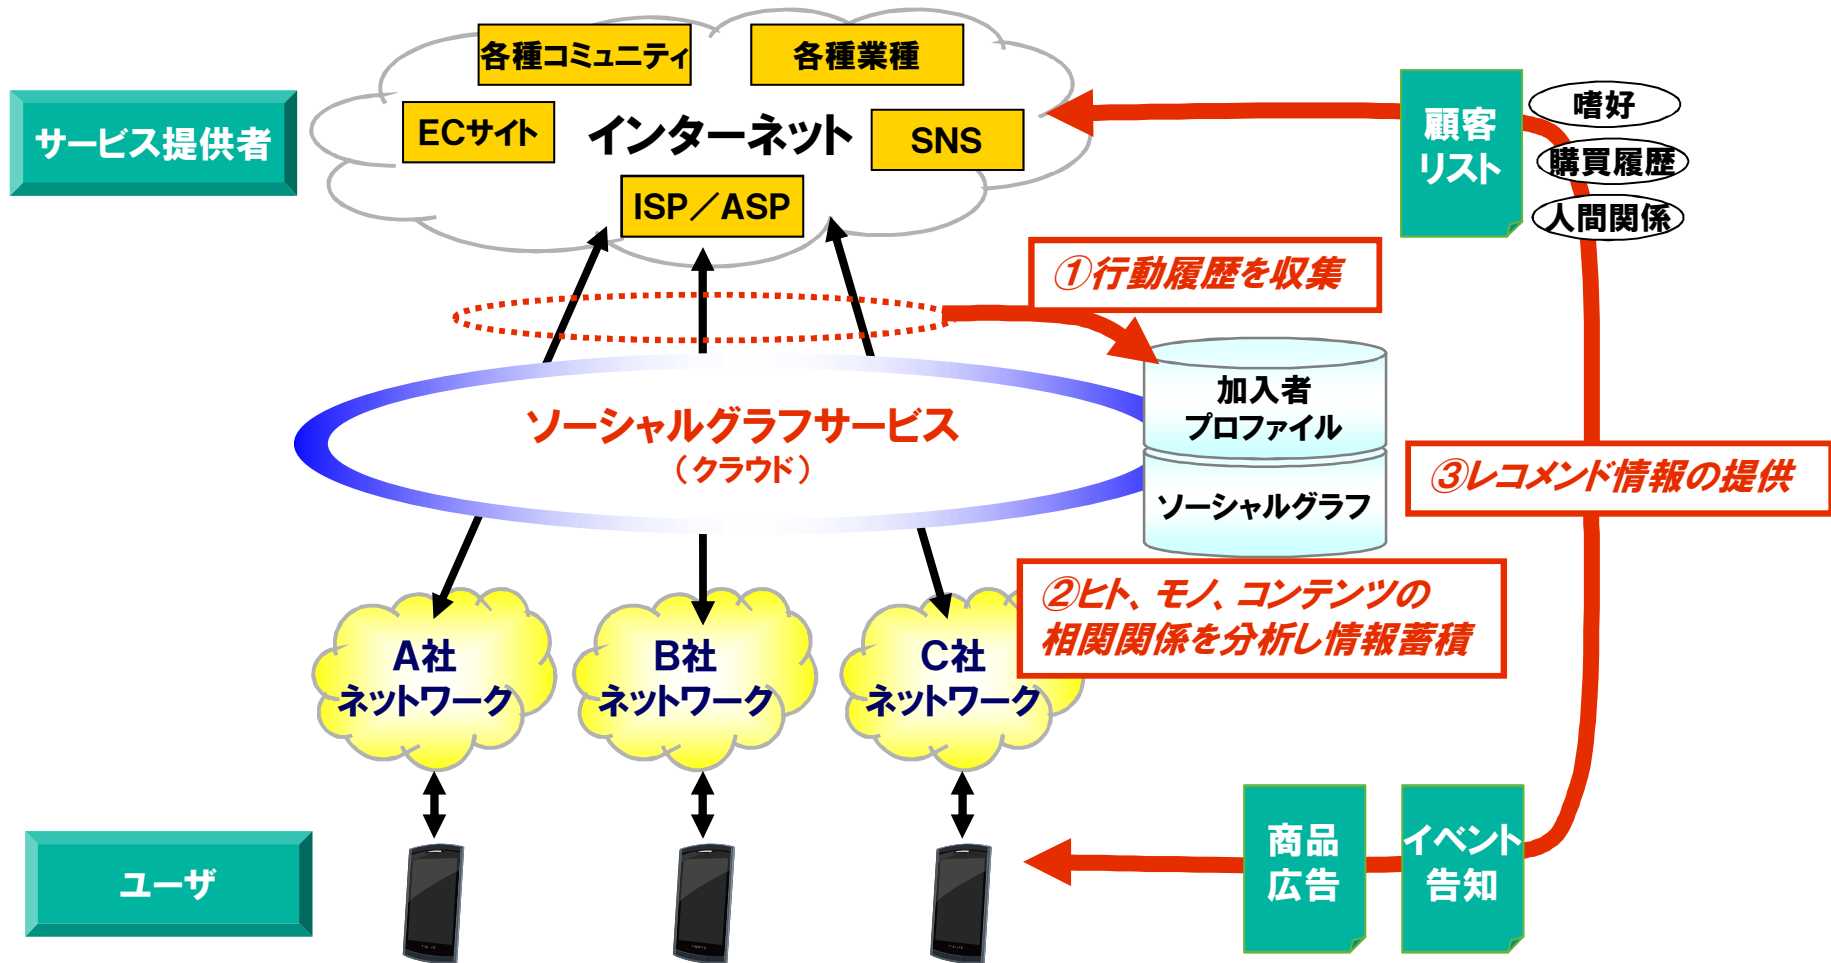 各種コミュニティ
各種業種
サービス提供者
ECサイト
インターネット
SNS
ISP／ASP
顧客
リスト
嗜好
購買履歴
人間関係
①行動履歴を収集
加入者
プロファイル
ソーシャルグラフサービス
（クラウド）
ソーシャルグラフ
③レコメンド情報の提供
②ヒト、モノ、コンテンツの
相関関係を分析し情報蓄積
A社
ネットワーク
B社
ネットワーク
C社
ネットワーク
ユーザ
商品
広告
イベント
告知